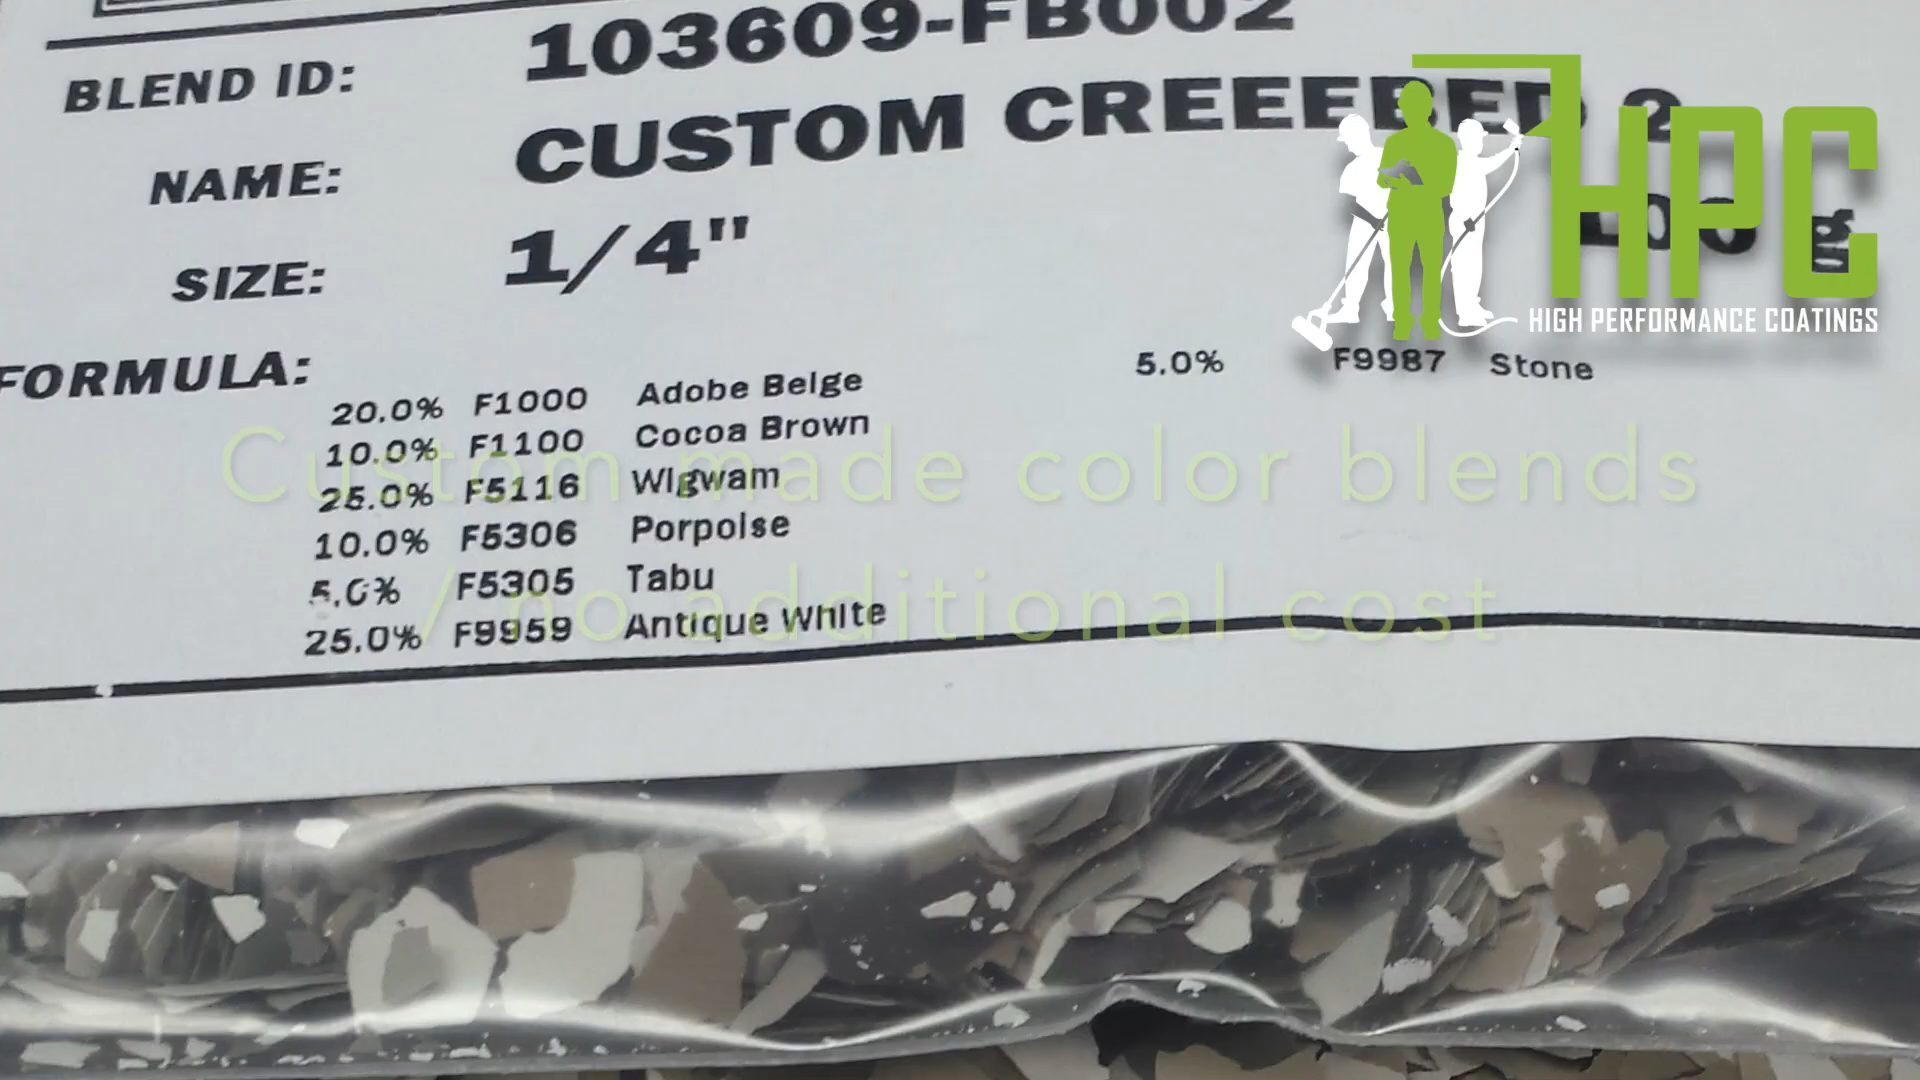 BLEND ID: 103609-FB002
NAME: CUSTOM CREEEBED 2
SIZE: 1/4"
FORMULA:
20.0% F1000 Adobe Beige 5.0% F9987 Stone
10.0% F1100 Cocoa Brown
25.0% F5116 Wigwam
10.0% F5306 Porpoise
5.0% F5305 Tabu
25.0% F9959 Antique White
HPC
HIGH PERFORMANCE COATINGS
Custom made color blends
/ no additional cost